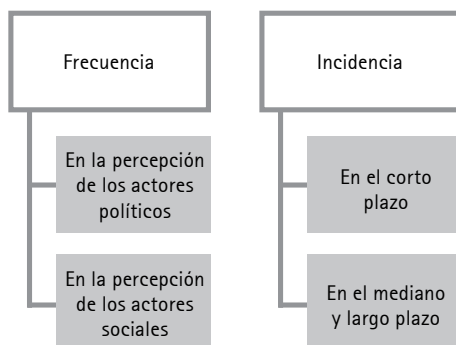 Frecuencia
En la percepción
de los actores
políticos
En la percepción
de los actores
sociales
Incidencia
En el corto
plazo
En el mediano
y largo plazo